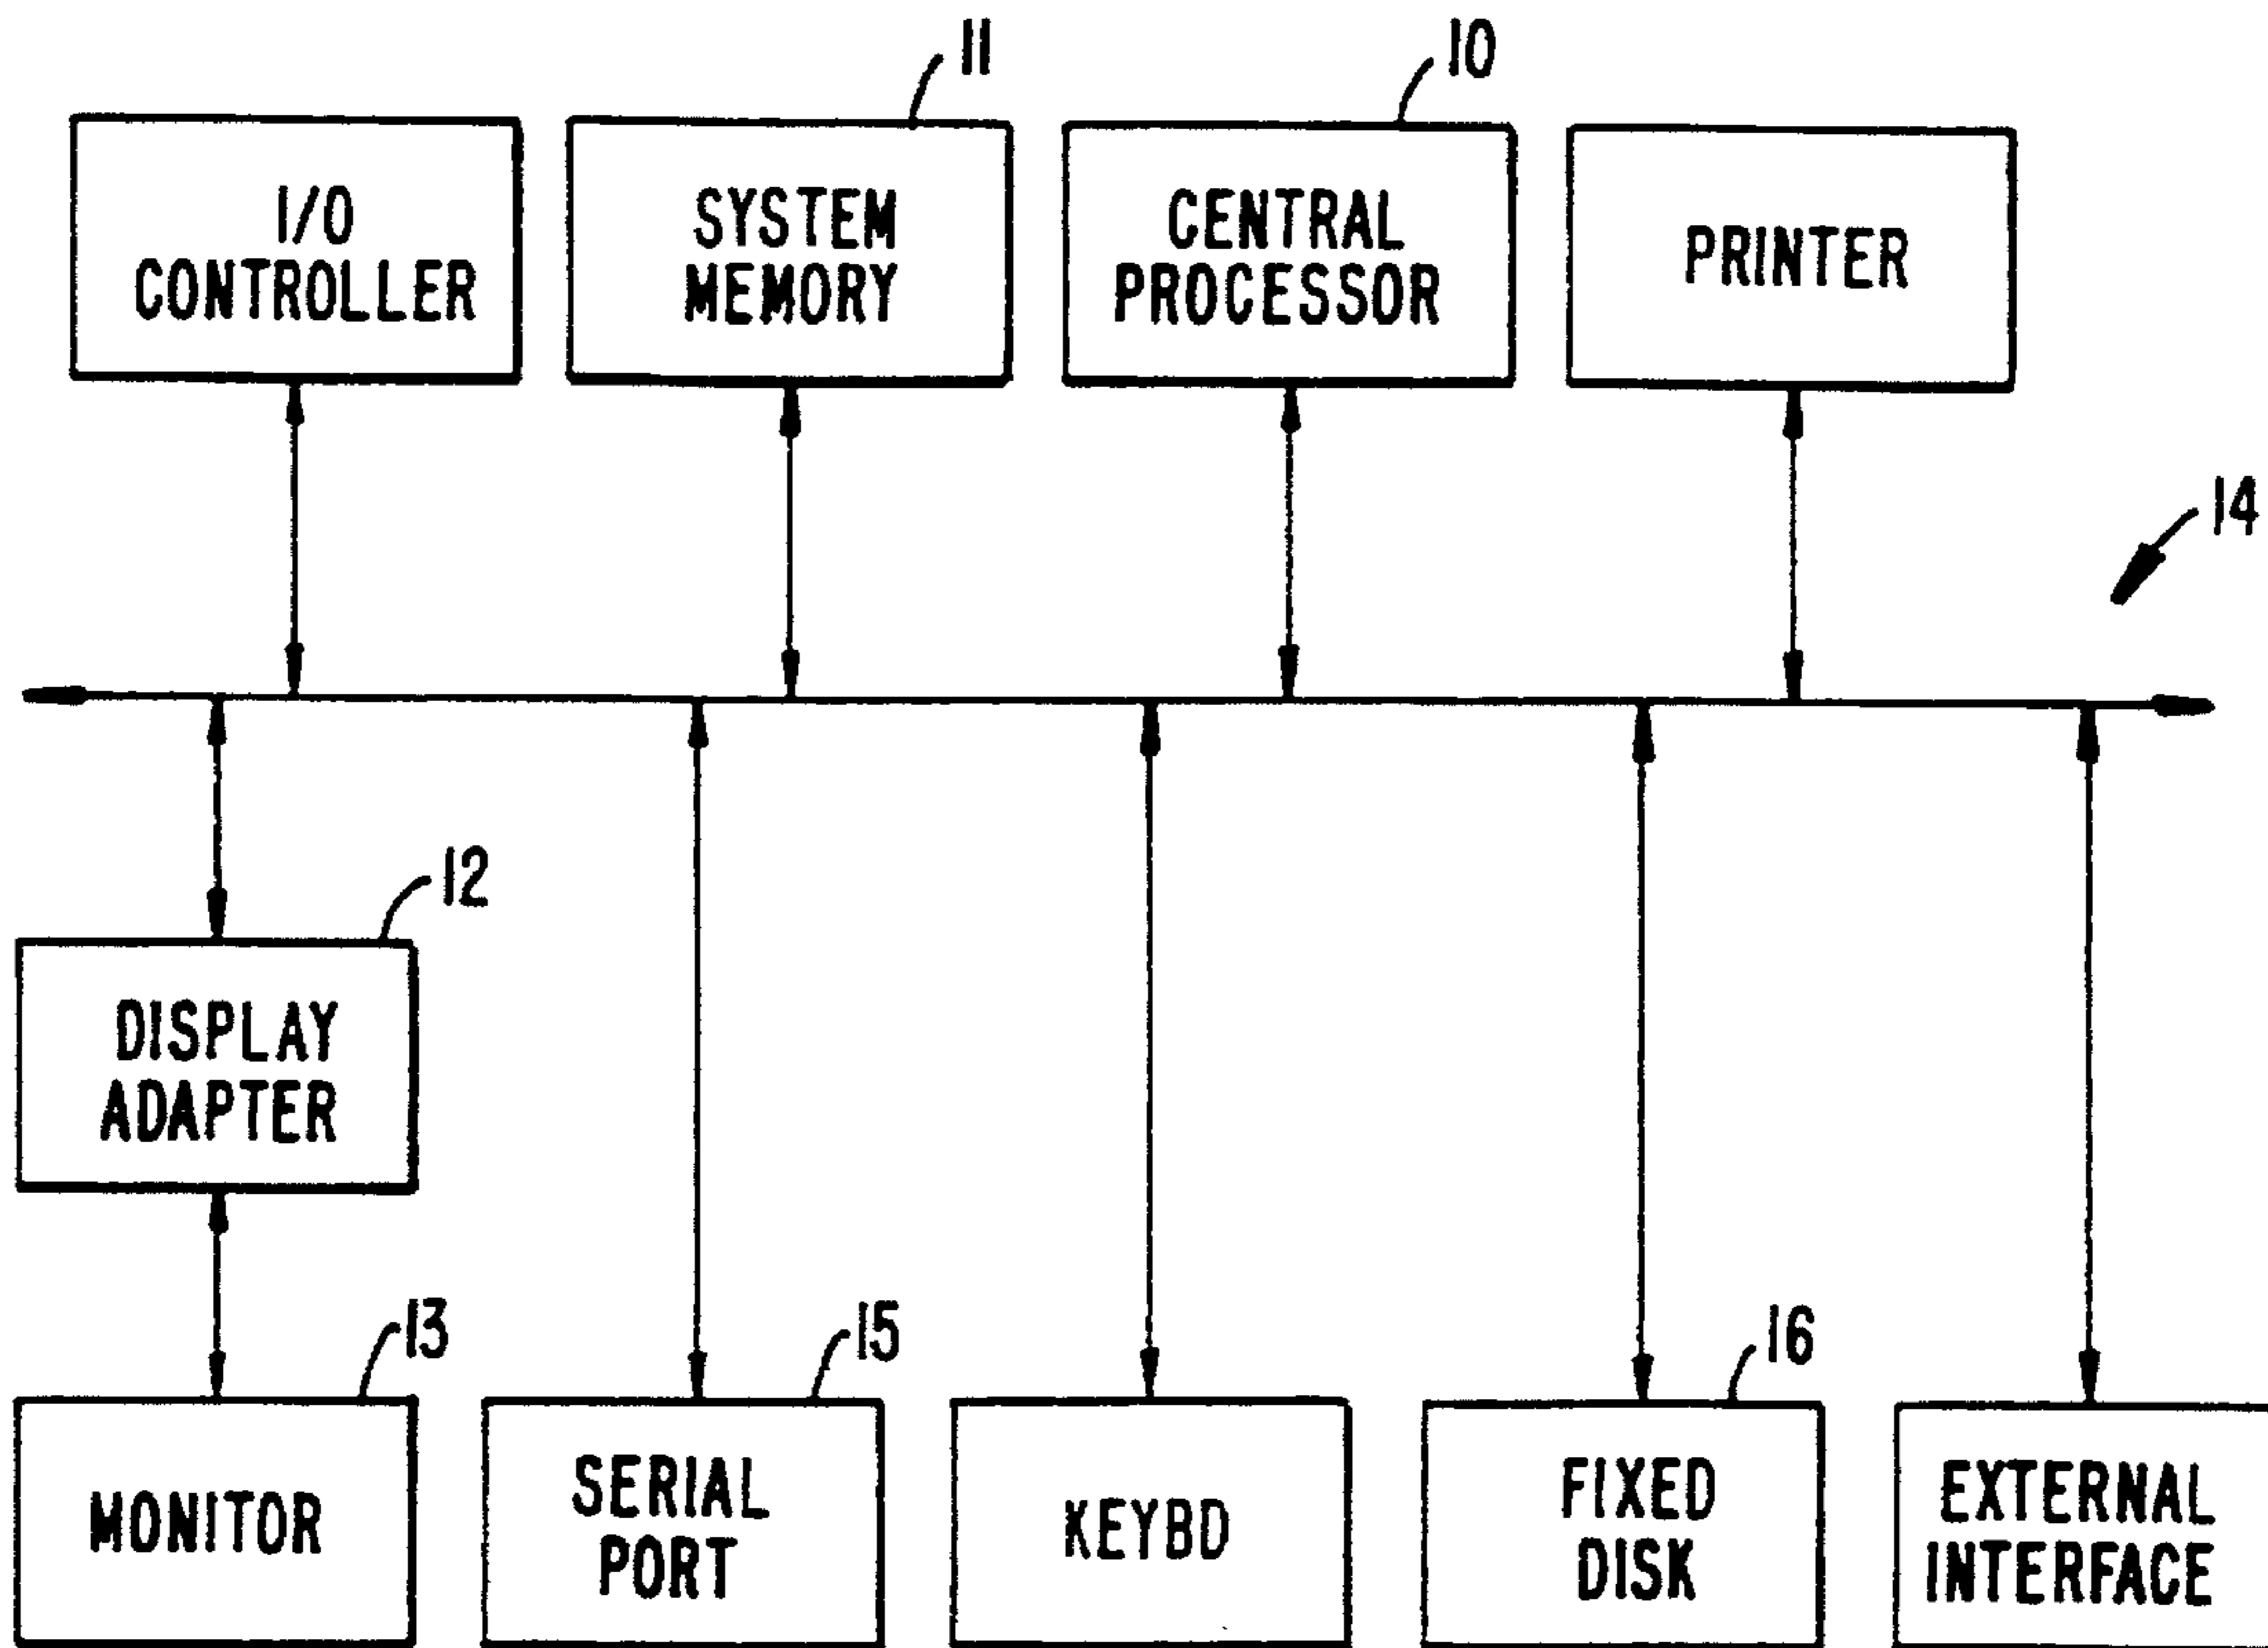 11
10
I/O
CONTROLLER
SYSTEM
MEMORY
CENTRAL
PROCESSOR
PRINTER
14
12
DISPLAY
ADAPTER
13
15
16
MONITOR
SERIAL
PORT
KEYBD
FIXED
DISK
EXTERNAL
INTERFACE